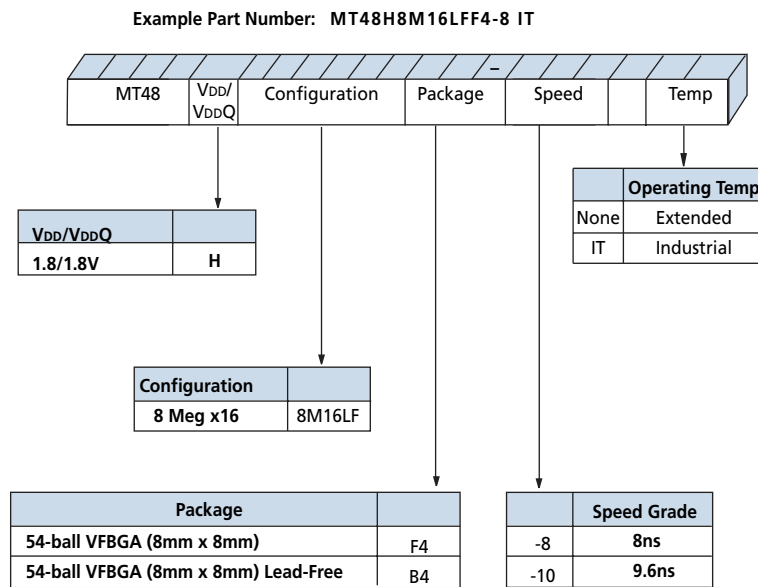 Example Part Number: MT48H8M16LFF4-8 IT
–
MT48 VDD/ VDDQ Configuration Package Speed Temp
Operating Temp
None Extended
IT Industrial
VDD/VDDQ
1.8/1.8V H
Configuration
8 Meg x16 8M16LF
Package
54-ball VFBGA (8mm x 8mm) F4
54-ball VFBGA (8mm x 8mm) Lead-Free B4
Speed Grade
-8 8ns
-10 9.6ns